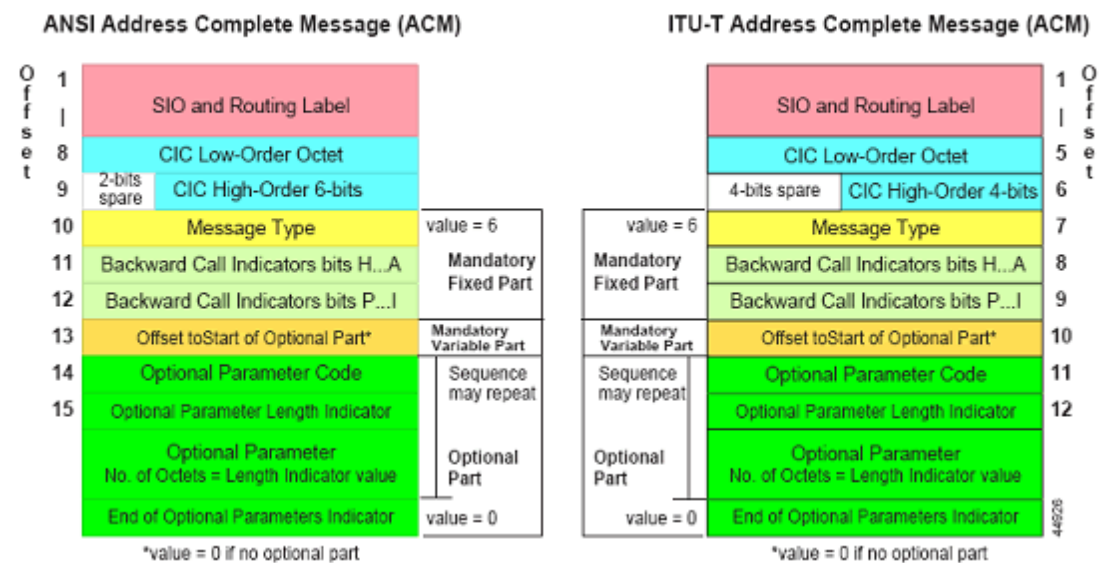 ANSI Address Complete Message (ACM)
Offset
1
|
SIO and Routing Label
8
CIC Low-Order Octet
9
2-bits
spare
CIC High-Order 6-bits
10
Message Type
value = 6
11
Backward Call Indicators bits H...A
Mandatory
Fixed Part
12
Backward Call Indicators bits P...I
13
Offset toStart of Optional Part*
Mandatory
Variable Part
14
Optional Parameter Code
Sequence
may repeat
15
Optional Parameter Length Indicator
Optional Parameter
No. of Octets = Length Indicator value
Optional
Part
End of Optional Parameters Indicator
value = 0
*value = 0 if no optional part
ITU-T Address Complete Message (ACM)
Offset
SIO and Routing Label
1
|
CIC Low-Order Octet
5
4-bits spare
CIC High-Order 4-bits
6
value = 6
Message Type
7
Mandatory
Fixed Part
Backward Call Indicators bits H...A
8
Backward Call Indicators bits P...I
9
Mandatory
Variable Part
Offset toStart of Optional Part*
10
Sequence
may repeat
Optional Parameter Code
11
Optional Parameter Length Indicator
12
Optional
Part
Optional Parameter
No. of Octets = Length Indicator value
value = 0
End of Optional Parameters Indicator
*value = 0 if no optional part
44926